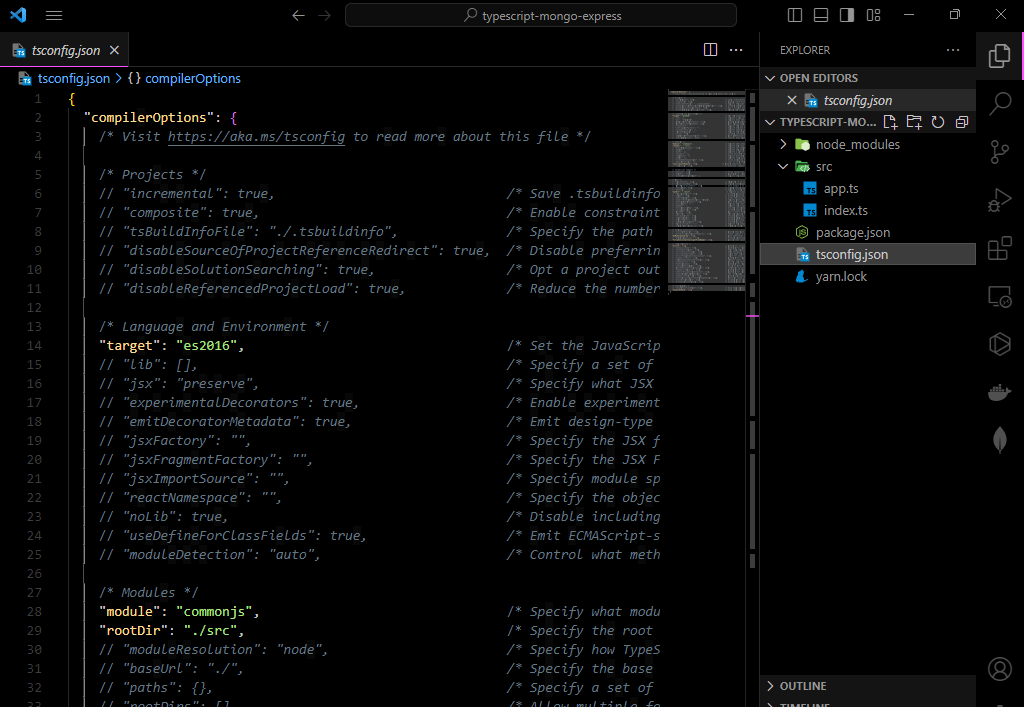 typescript-mongo-express
tsconfig.json
tsconfig.json > {} compilerOptions
1 {
2 "compilerOptions": {
3 /* Visit https://aka.ms/tsconfig to read more about this file */
4
5 /* Projects */
6 // "incremental": true, /* Save .tsbuildinfo
7 // "composite": true, /* Enable constraint
8 // "tsBuildInfoFile": "./.tsbuildinfo", /* Specify the path
9 // "disableSourceOfProjectReferenceRedirect": true, /* Disable preferrin
10 // "disableSolutionSearching": true, /* Opt a project out
11 // "disableReferencedProjectLoad": true, /* Reduce the number
12
13 /* Language and Environment */
14 "target": "es2016", /* Set the JavaScrip
15 // "lib": [], /* Specify a set of
16 // "jsx": "preserve", /* Specify what JSX
17 // "experimentalDecorators": true, /* Enable experiment
18 // "emitDecoratorMetadata": true, /* Emit design-type
19 // "jsxFactory": "", /* Specify the JSX f
20 // "jsxFragmentFactory": "", /* Specify the JSX F
21 // "jsxImportSource": "", /* Specify module sp
22 // "reactNamespace": "", /* Specify the objec
23 // "noLib": true, /* Disable including
24 // "useDefineForClassFields": true, /* Emit ECMAScript-s
25 // "moduleDetection": "auto", /* Control what meth
26
27 /* Modules */
28 "module": "commonjs", /* Specify what modu
29 "rootDir": "./src", /* Specify the root
30 // "moduleResolution": "node", /* Specify how TypeS
31 // "baseUrl": "./", /* Specify the base
32 // "paths": {}, /* Specify a set of
33 // "rootDirs": [], /* Allow multiple fo
EXPLORER
OPEN EDITORS
tsconfig.json
TYPESCRIPT-MO...
node_modules
src
app.ts
index.ts
package.json
tsconfig.json
yarn.lock
OUTLINE
TIMELINE